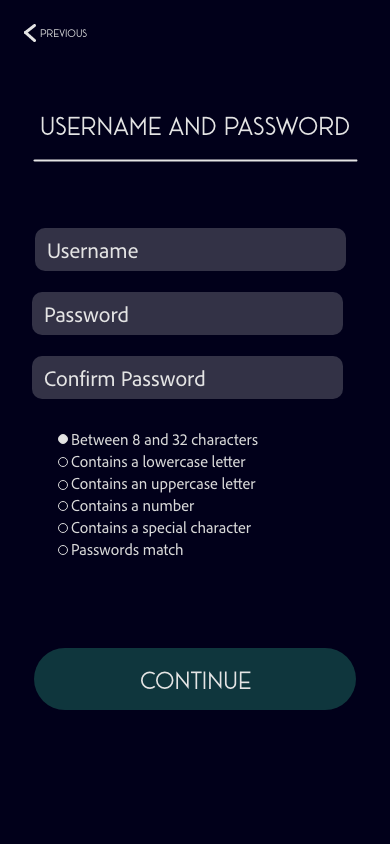 PREVIOUS
USERNAME AND PASSWORD
Username
Password
Confirm Password
Between 8 and 32 characters
Contains a lowercase letter
Contains an uppercase letter
Contains a number
Contains a special character
Passwords match
CONTINUE